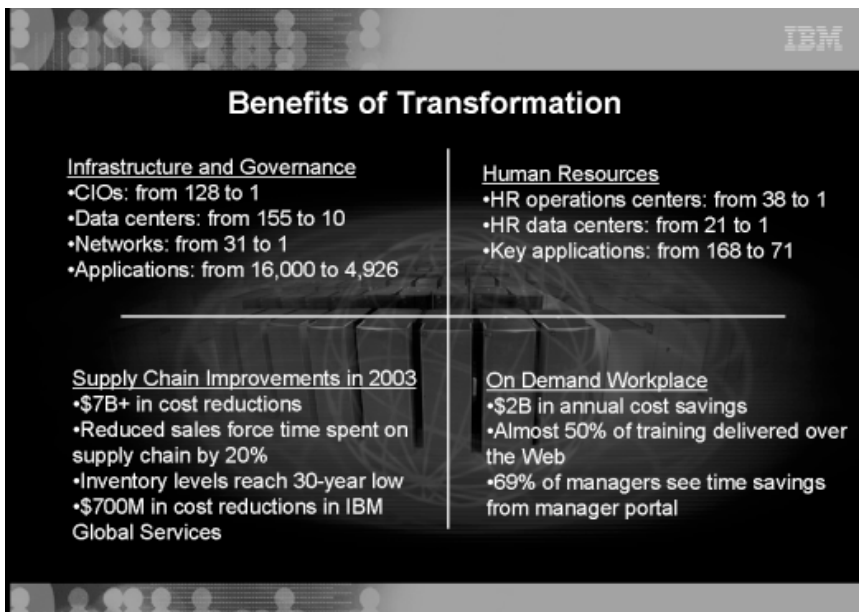 IBM
Benefits of Transformation
Infrastructure and Governance
•CIOs: from 128 to 1
•Data centers: from 155 to 10
•Networks: from 31 to 1
•Applications: from 16,000 to 4,926
Human Resources
•HR operations centers: from 38 to 1
•HR data centers: from 21 to 1
•Key applications: from 168 to 71
Supply Chain Improvements in 2003
•$7B+ in cost reductions
•Reduced sales force time spent on
supply chain by 20%
•Inventory levels reach 30-year low
•$700M in cost reductions in IBM
Global Services
On Demand Workplace
•$2B in annual cost savings
•Almost 50% of training delivered over
the Web
•69% of managers see time savings
from manager portal